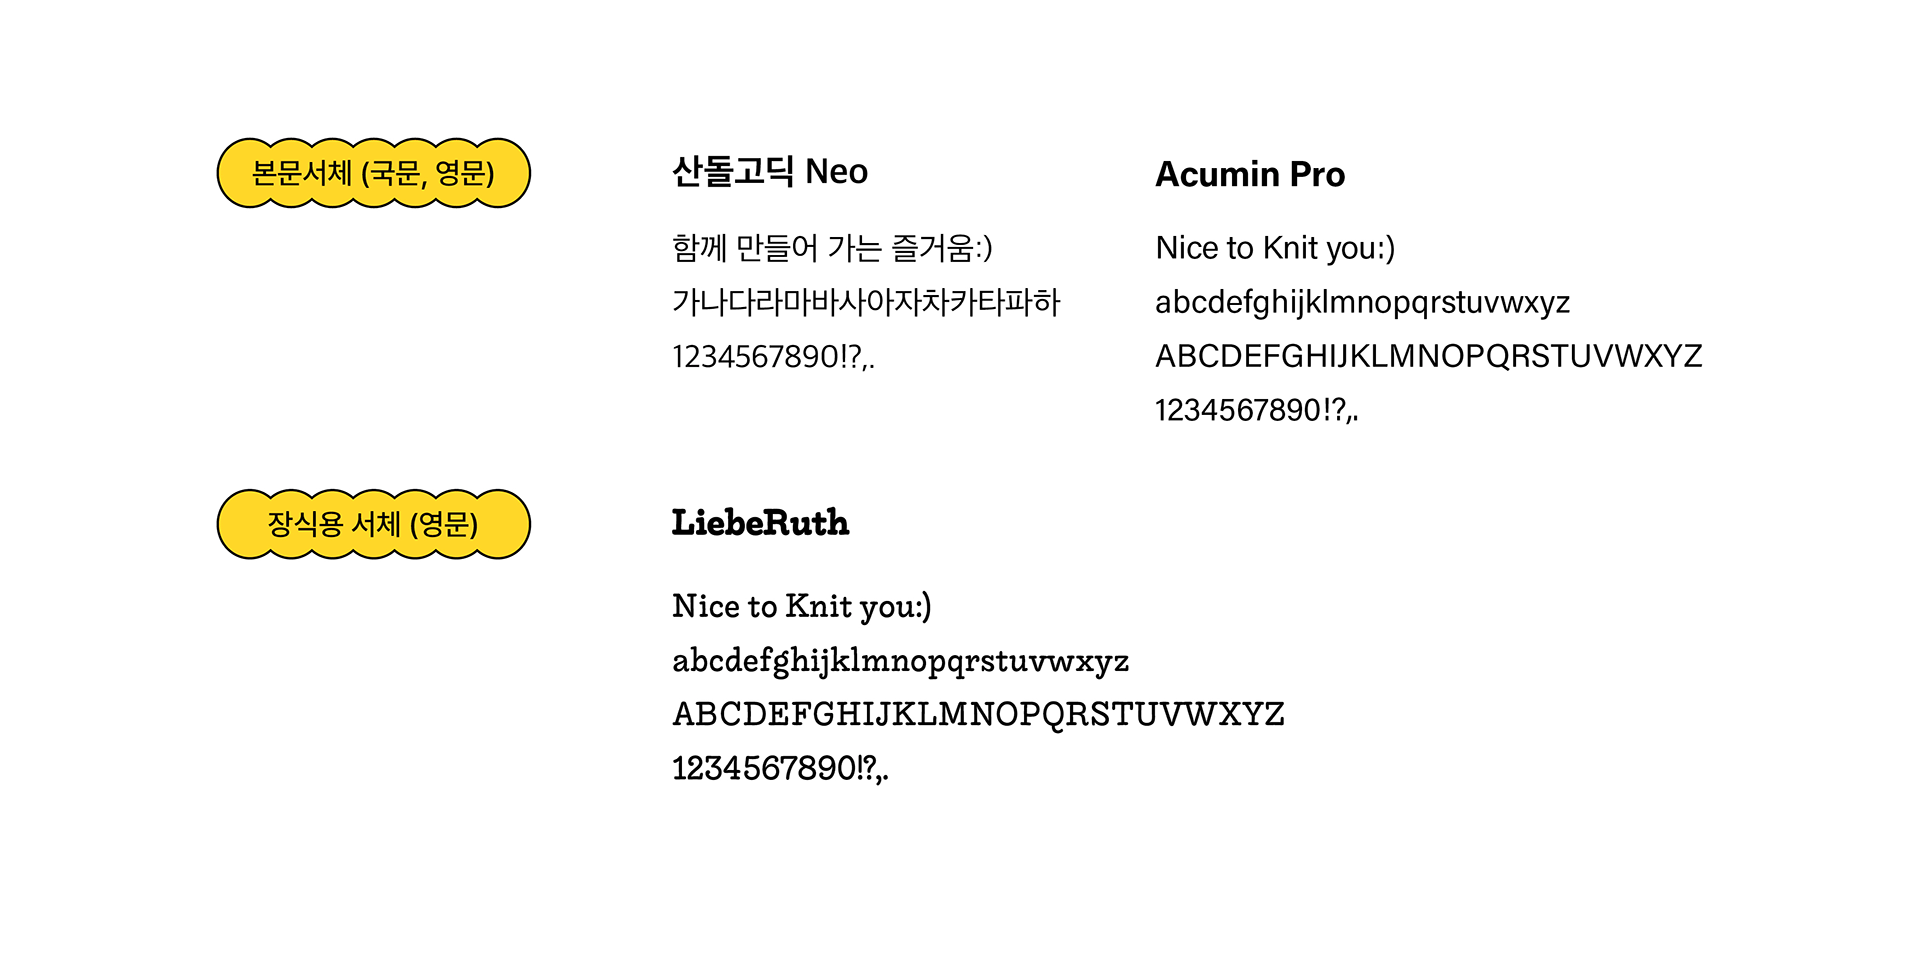 본문서체 (국문, 영문)
산돌고딕 Neo
함께 만들어 가는 즐거움:)
가나다라마바사아자차카타파하
1234567890!?,.
Acumin Pro
Nice to Knit you:)
abcdefghijklmnopqrstuvwxyz
ABCDEFGHIJKLMNOPQRSTUVWXYZ
1234567890!?,.
장식용 서체 (영문)
LiebeRuth
Nice to Knit you:)
abcdefghijklmnopqrstuvwxyz
ABCDEFGHIJKLMNOPQRSTUVWXYZ
1234567890!?,.